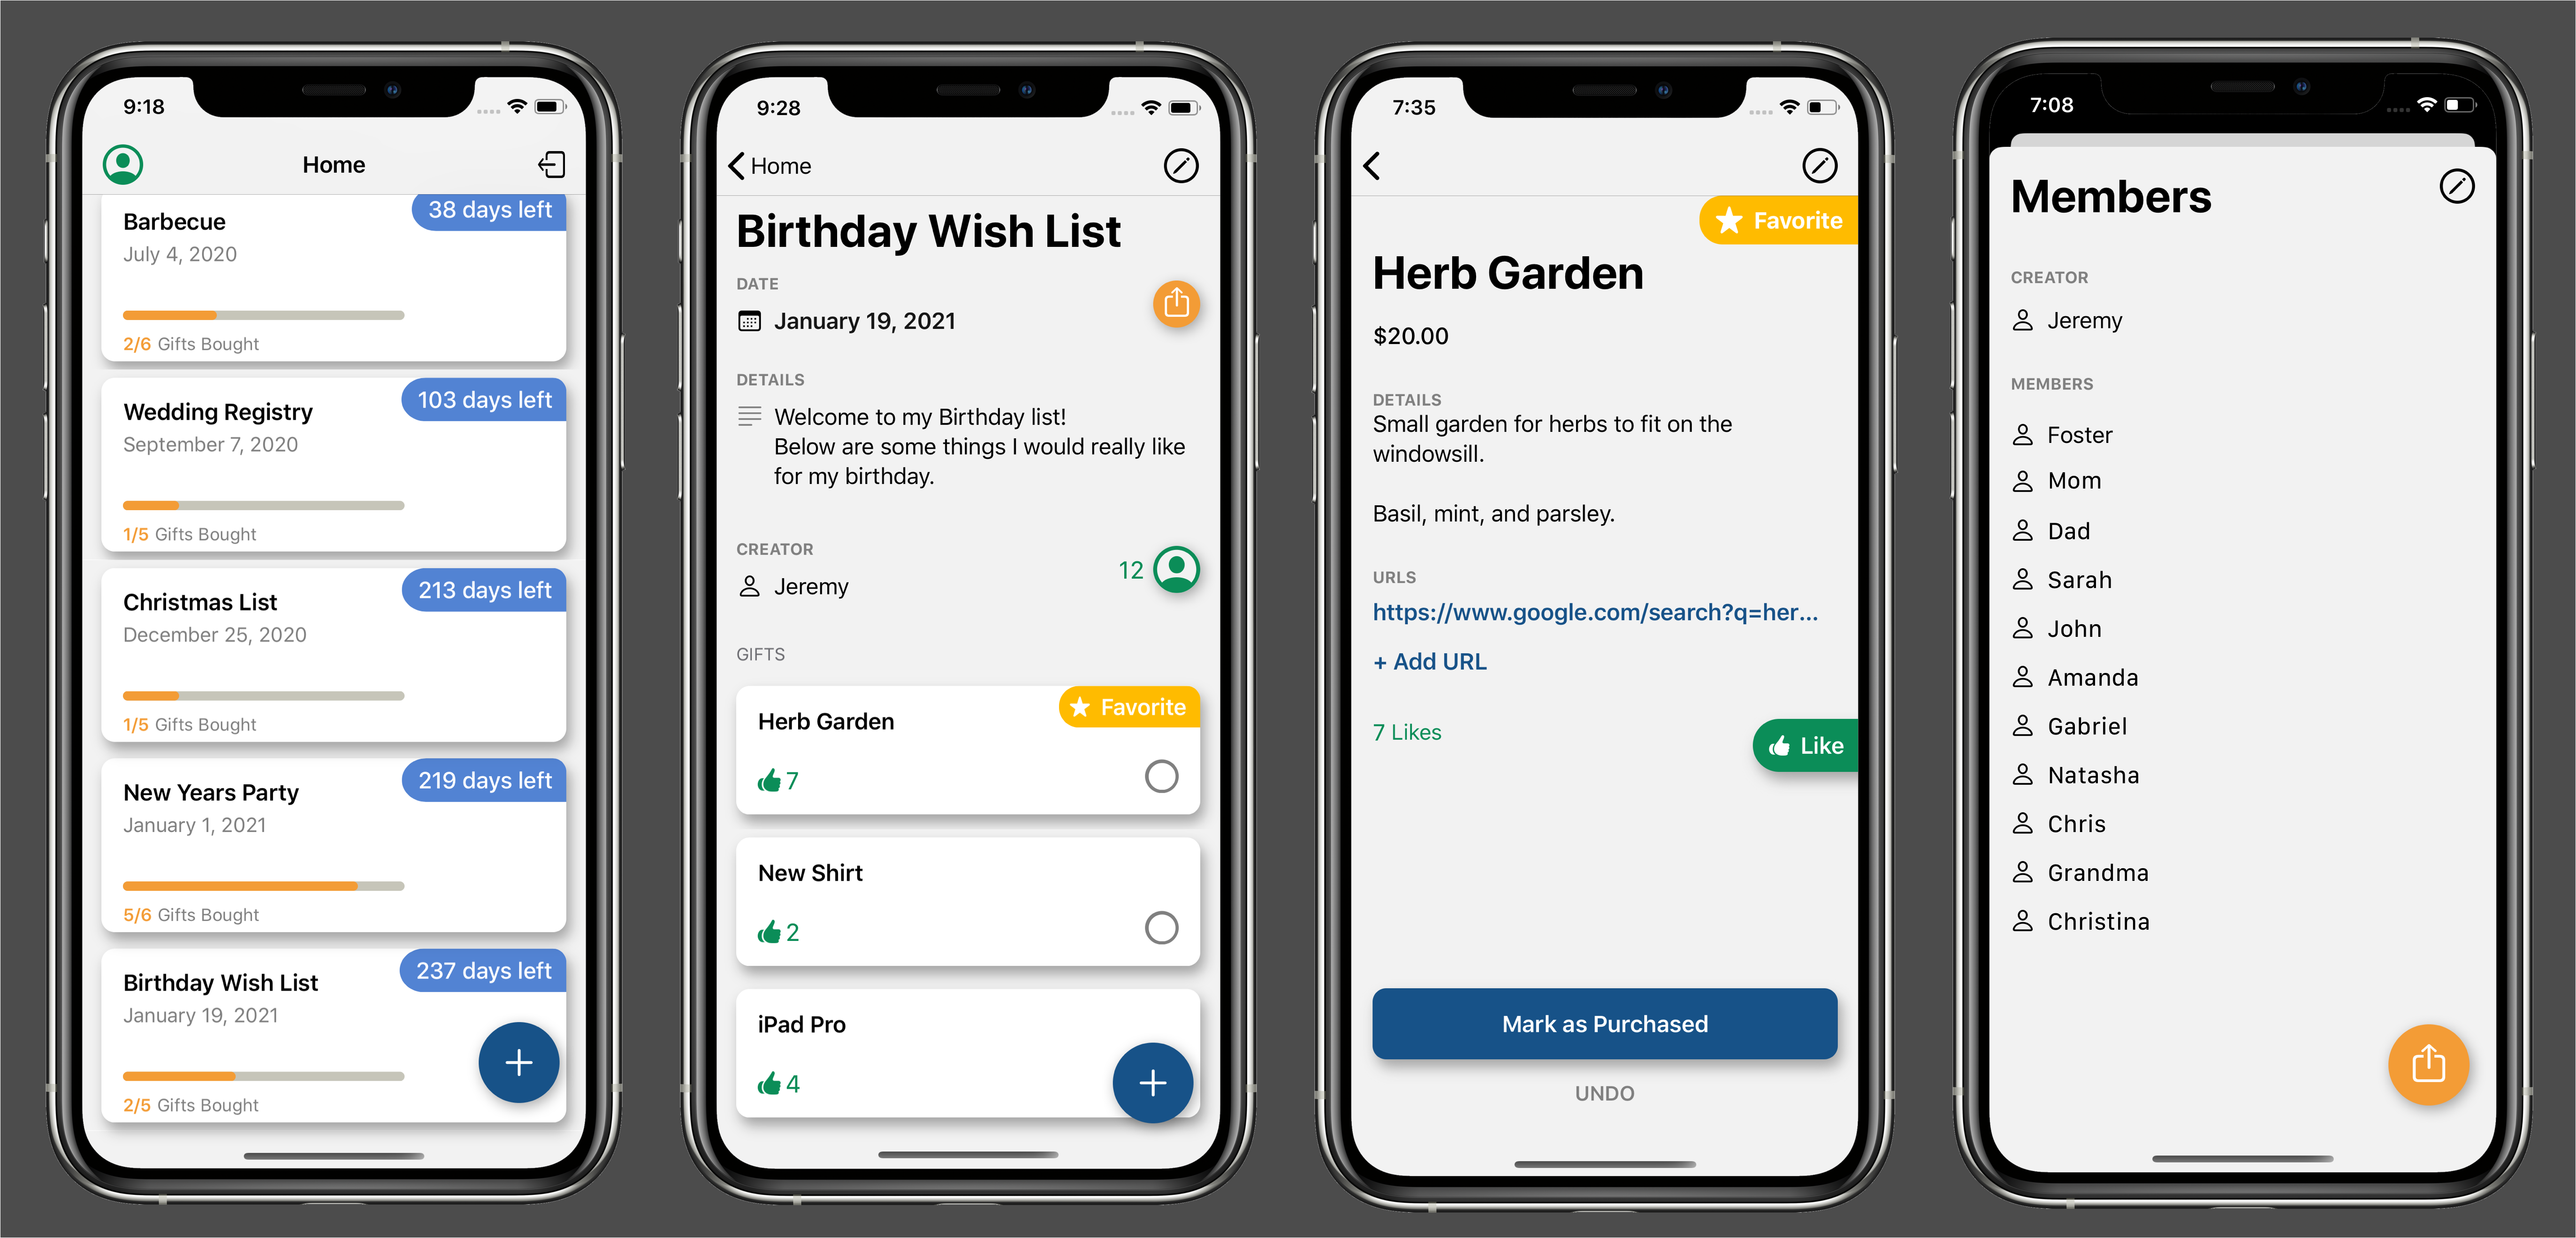 9:18
Home
Barbecue
38 days left
July 4, 2020
2/6 Gifts Bought
Wedding Registry
103 days left
September 7, 2020
1/5 Gifts Bought
Christmas List
213 days left
December 25, 2020
1/5 Gifts Bought
New Years Party
219 days left
January 1, 2021
5/6 Gifts Bought
Birthday Wish List
237 days left
January 19, 2021
2/5 Gifts Bought
9:28
Home
Birthday Wish List
DATE
January 19, 2021
DETAILS
Welcome to my Birthday list!
Below are some things I would really like
for my birthday.
CREATOR
Jeremy
12
GIFTS
Herb Garden
Favorite
7
New Shirt
2
iPad Pro
4
7:35
Favorite
Herb Garden
$20.00
DETAILS
Small garden for herbs to fit on the
windowsill.
Basil, mint, and parsley.
URLS
https://www.google.com/search?q=her...
+ Add URL
7 Likes
Like
Mark as Purchased
UNDO
7:08
Members
CREATOR
Jeremy
MEMBERS
Foster
Mom
Dad
Sarah
John
Amanda
Gabriel
Natasha
Chris
Grandma
Christina